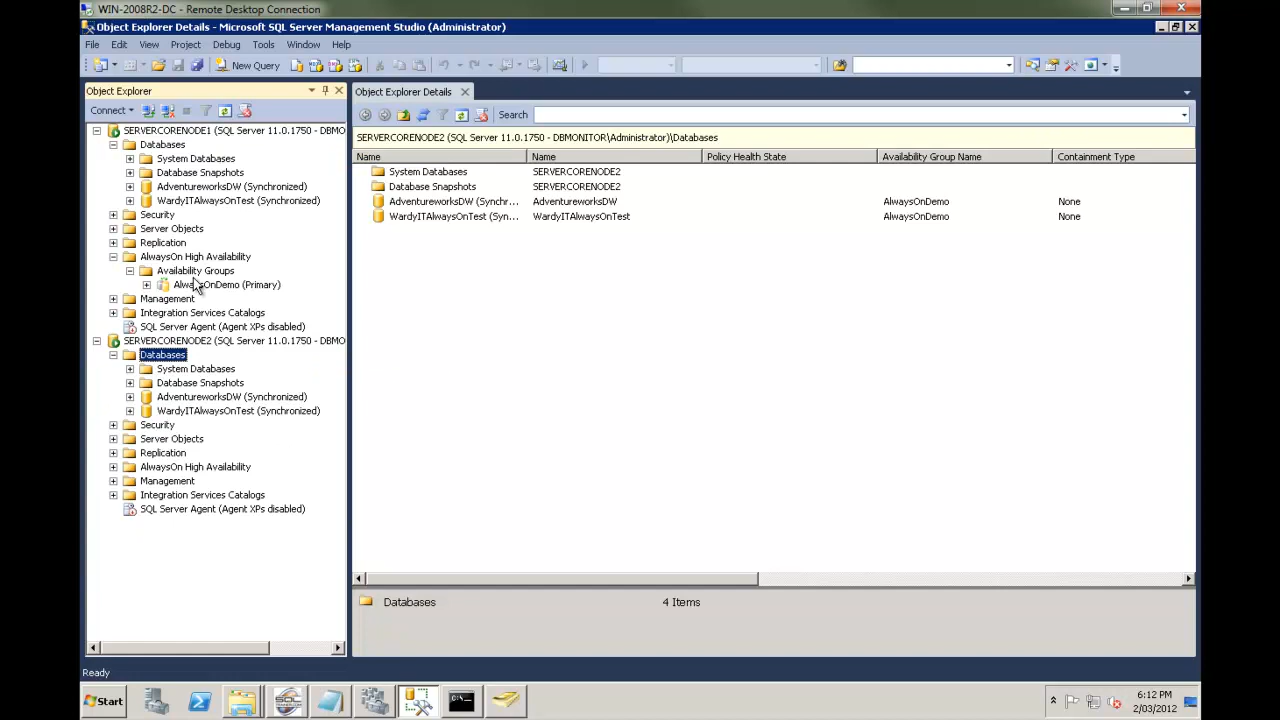 WIN-2008R2-DC - Remote Desktop Connection
Object Explorer Details - Microsoft SQL Server Management Studio (Administrator)
File Edit View Project Debug Tools Window Help
New Query
Object Explorer
Connect
SERVERCORENODE1 (SQL Server 11.0.1750 - DBMO
Databases
System Databases
Database Snapshots
AdventureworksDW (Synchronized)
WardyITAlwaysOnTest (Synchronized)
Security
Server Objects
Replication
AlwaysOn High Availability
Availability Groups
AlwaysOnDemo (Primary)
Management
Integration Services Catalogs
SQL Server Agent (Agent XPs disabled)
SERVERCORENODE2 (SQL Server 11.0.1750 - DBMO
Databases
System Databases
Database Snapshots
AdventureworksDW (Synchronized)
WardyITAlwaysOnTest (Synchronized)
Security
Server Objects
Replication
AlwaysOn High Availability
Management
Integration Services Catalogs
SQL Server Agent (Agent XPs disabled)
Object Explorer Details
Search
SERVERCORENODE2 (SQL Server 11.0.1750 - DBMONITOR\Administrator)\Databases
Name Name Policy Health State Availability Group Name Containment Type
System Databases SERVERCORENODE2
Database Snapshots SERVERCORENODE2
AdventureworksDW (Synchr... AdventureworksDW AlwaysOnDemo None
WardyITAlwaysOnTest (Syn... WardyITAlwaysOnTest AlwaysOnDemo None
Databases 4 Items
Ready
Start
6:12 PM
2/03/2012